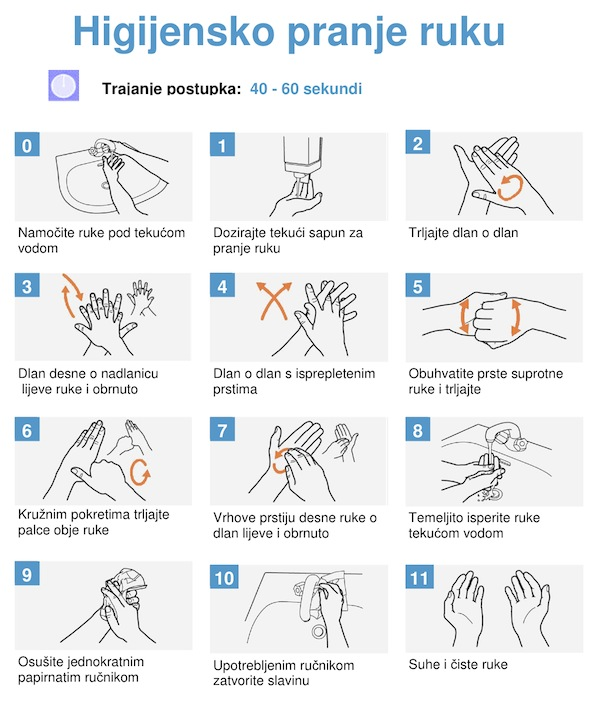 Higijensko pranje ruku
Trajanje postupka: 40 - 60 sekundi
0
Namočite ruke pod tekućom
vodom
1
Dozirajte tekući sapun za
pranje ruku
2
Trljajte dlan o dlan
3
Dlan desne o nadlanicu
lijeve ruke i obrnuto
4
Dlan o dlan s isprepletenim
prstima
5
Obuhvatite prste suprotne
ruke i trljajte
6
Kružnim pokretima trljajte
palce obje ruke
7
Vrhove prstiju desne ruke o
dlan lijeve i obrnuto
8
Temeljito isperite ruke
tekućom vodom
9
Osušite jednokratnim
papirnatim ručnikom
10
Upotrebljenim ručnikom
zatvorite slavinu
11
Suhe i čiste ruke